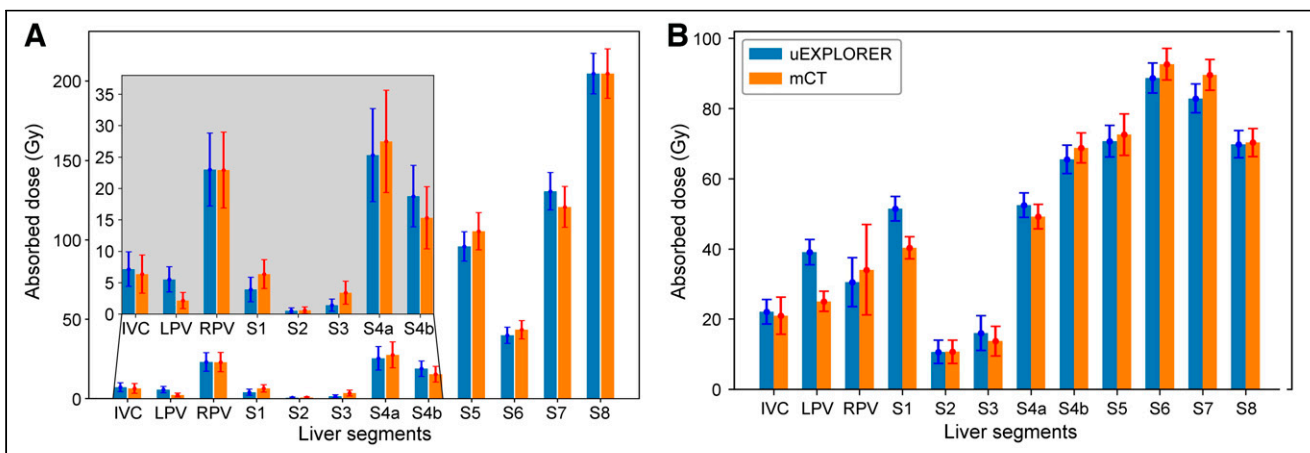 A
Absorbed dose (Gy)
200
150
100
50
0
35
30
25
20
15
10
5
0
IVC LPV RPV S1 S2 S3 S4a S4b
IVC LPV RPV S1 S2 S3 S4a S4b S5 S6 S7 S8
Liver segments
B
Absorbed dose (Gy)
100
80
60
40
20
0
uEXPLORER
mCT
IVC LPV RPV S1 S2 S3 S4a S4b S5 S6 S7 S8
Liver segments